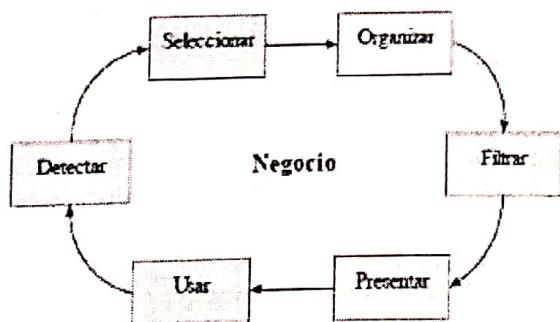 Seleccionar
Organizar
Detectar
Negocio
Filtrar
Usar
Presentar